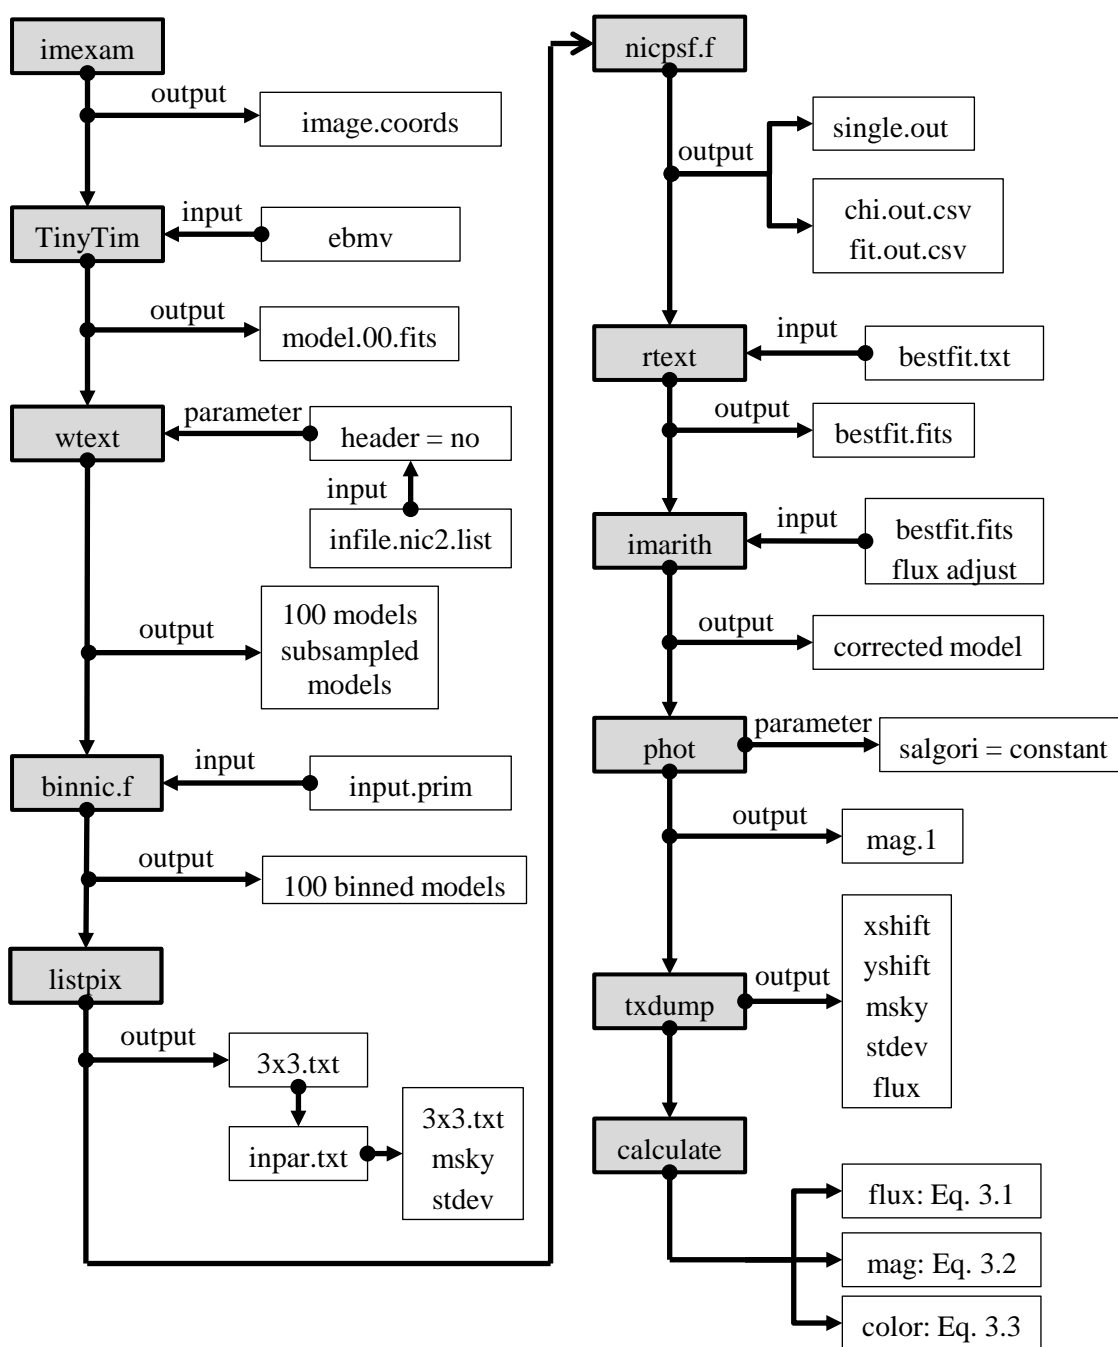 imexam
output
image.coords
TinyTim
input
ebmv
output
model.00.fits
wtext
parameter
header = no
input
infile.nic2.list
output
100 models
subsampled
models
binnic.f
input
input.prim
output
100 binned models
listpix
output
3x3.txt
inpar.txt
3x3.txt
msky
stdev
nicpsf.f
output
single.out
chi.out.csv
fit.out.csv
rtext
input
bestfit.txt
output
bestfit.fits
imarith
input
bestfit.fits
flux adjust
output
corrected model
phot
parameter
salgori = constant
output
mag.1
txdump
output
xshift
yshift
msky
stdev
flux
calculate
flux: Eq. 3.1
mag: Eq. 3.2
color: Eq. 3.3